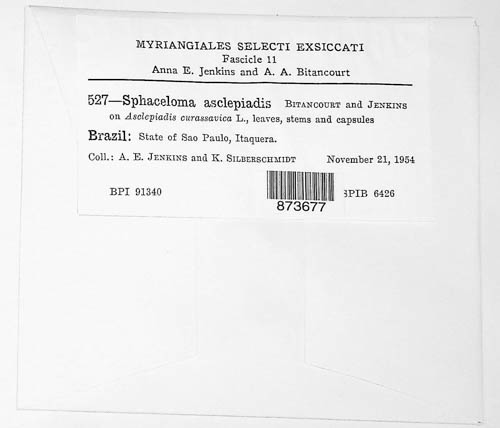 MYRIANGIALES SELECTI EXSICCATI
Fascicle 11
Anna E. Jenkins and A. A. Bitancourt
527—Sphaceloma asclepiadis BITANCOURT and JENKINS
on Asclepiadis curassavica L., leaves, stems and capsules
Brazil: State of Sao Paulo, Itaquera.
Coll.: A. E. JENKINS and K. SILBERSCHMIDT November 21, 1954
BPI 91340 SPIB 6426
873677